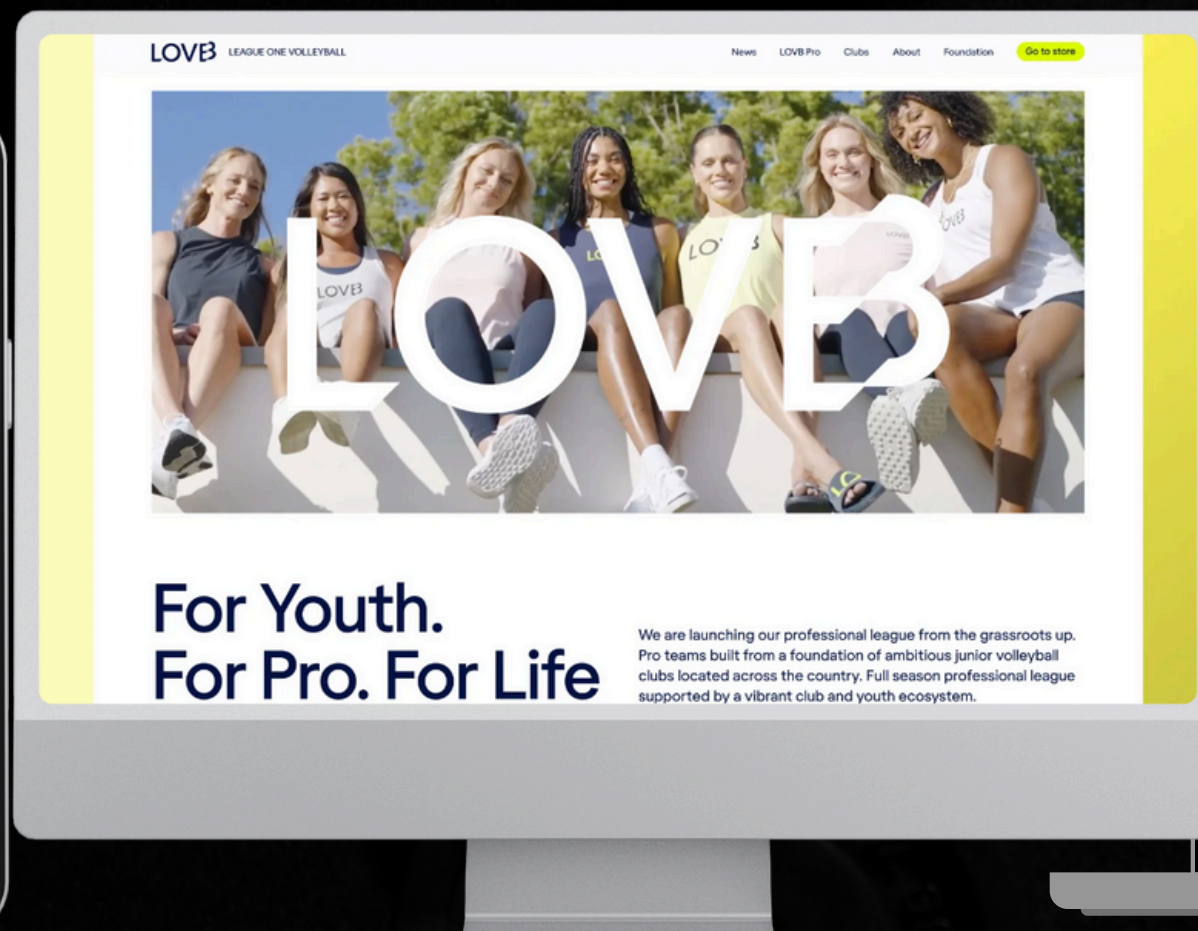 LOVB LEAGUE ONE VOLLEYBALL News LOVB Pro Clubs About Foundation Go to store
LOVB
LOVB
LOVB
LOVB
LOVB
For Youth.
For Pro. For Life
We are launching our professional league from the grassroots up.
Pro teams built from a foundation of ambitious junior volleyball
clubs located across the country. Full season professional league
supported by a vibrant club and youth ecosystem.